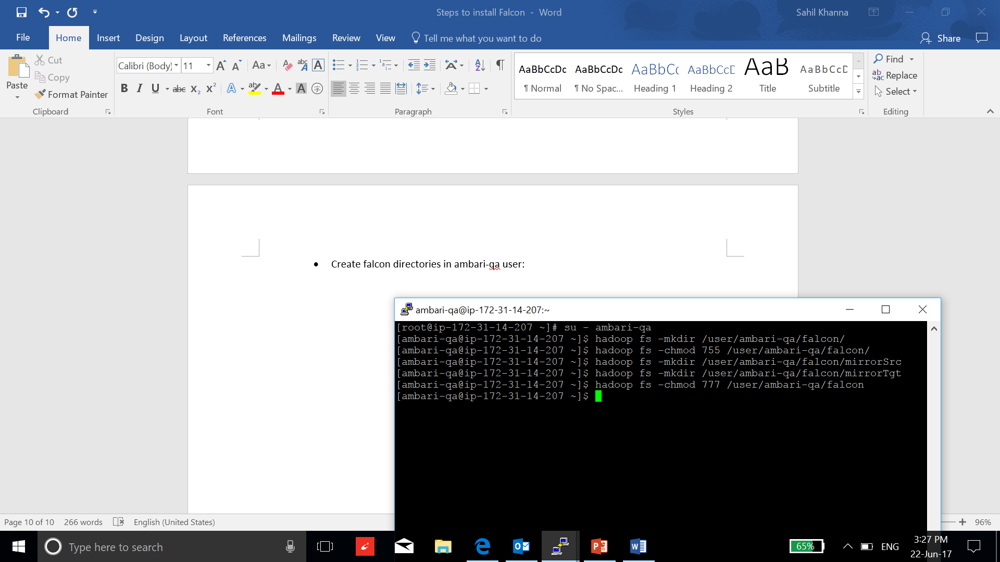 Steps to install Falcon - Word
Sahil Khanna
File
Home
Insert
Design
Layout
References
Mailings
Review
View
Tell me what you want to do
Share
Paste
Cut
Copy
Format Painter
Clipboard
Calibri (Body)
11
Font
Paragraph
AaBbCcDc
¶ Normal
AaBbCcDc
¶ No Spac...
AaBbCc
Heading 1
AaBbCcD
Heading 2
AaB
Title
AaBbCcD
Subtitle
Styles
Find
Replace
Select
Editing
• Create falcon directories in ambari-qa user:
ambari-qa@ip-172-31-14-207:~
[root@ip-172-31-14-207 ~]# su - ambari-qa
[ambari-qa@ip-172-31-14-207 ~]$ hadoop fs -mkdir /user/ambari-qa/falcon/
[ambari-qa@ip-172-31-14-207 ~]$ hadoop fs -chmod 755 /user/ambari-qa/falcon/
[ambari-qa@ip-172-31-14-207 ~]$ hadoop fs -mkdir /user/ambari-qa/falcon/mirrorSrc
[ambari-qa@ip-172-31-14-207 ~]$ hadoop fs -mkdir /user/ambari-qa/falcon/mirrorTgt
[ambari-qa@ip-172-31-14-207 ~]$ hadoop fs -chmod 777 /user/ambari-qa/falcon
[ambari-qa@ip-172-31-14-207 ~]$
Page 10 of 10
266 words
English (United States)
96%
Type here to search
65%
ENG
3:27 PM
22-Jun-17